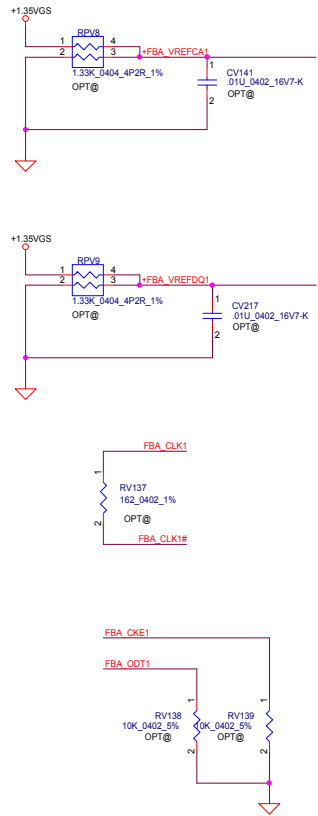 +1.35VGS
RPV8
1 4
2 3
+FBA_VREFCA1
1.33K_0404_4P2R_1%
OPT@
1
CV141
.01U_0402_16V7-K
OPT@
2
+1.35VGS
RPV9
1 4
2 3
+FBA_VREFDQ1
1.33K_0404_4P2R_1%
OPT@
1
CV217
.01U_0402_16V7-K
OPT@
2
FBA_CLK1
1
RV137
162_0402_1%
OPT@
2
FBA_CLK1#
FBA_CKE1
FBA_ODT1
1 1
RV138 RV139
10K_0402_5% 10K_0402_5%
OPT@ OPT@
2 2